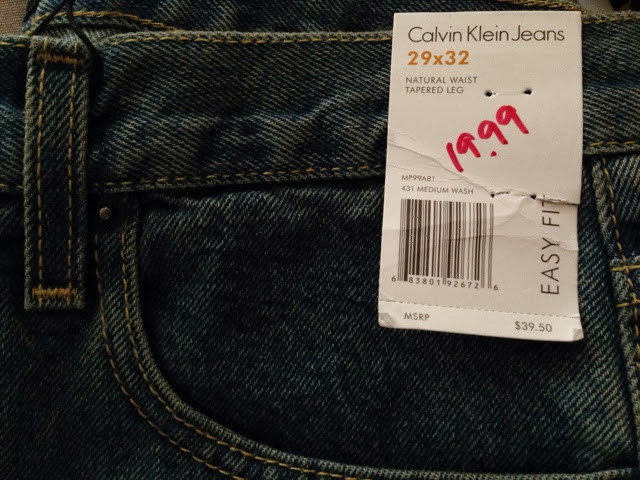 Calvin Klein Jeans
29x32
NATURAL WAIST
TAPERED LEG
19.99
MP99A81
431 MEDIUM WASH
6 83801 92672 6
EASY FIT
MSRP $39.50